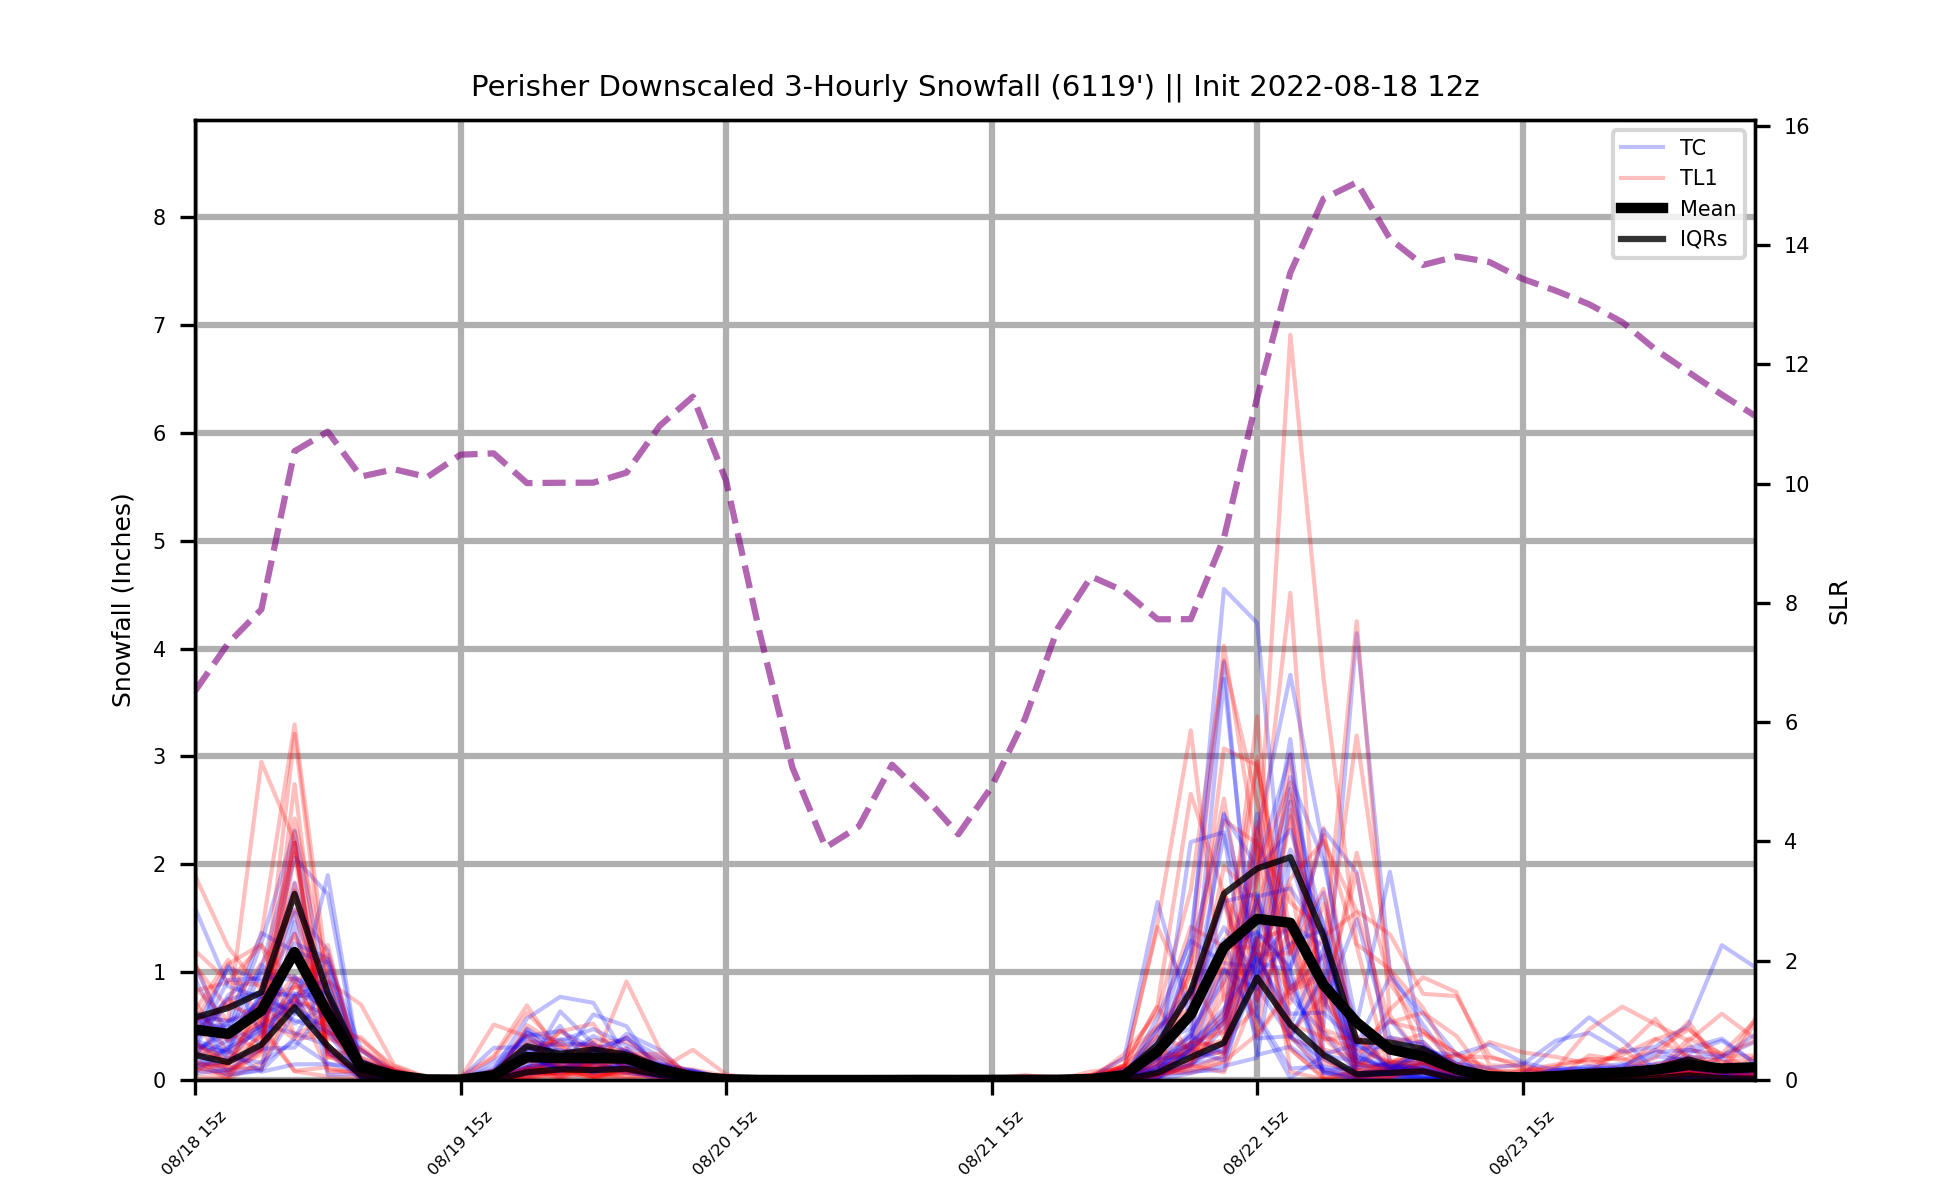 Perisher Downscaled 3-Hourly Snowfall (6119') || Init 2022-08-18 12z
TC
TL1
Mean
IQRs
Snowfall (Inches)
8
7
6
5
4
3
2
1
0
16
14
12
10
8
6
4
2
0
SLR
08/18 15z
08/19 15z
08/20 15z
08/21 15z
08/22 15z
08/23 15z